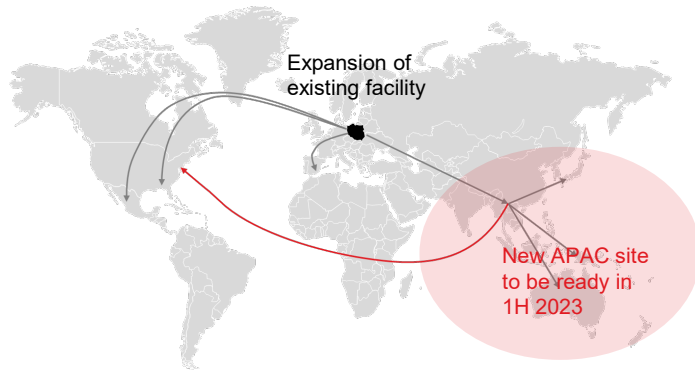 Expansion of
existing facility
New APAC site
to be ready in
1H 2023